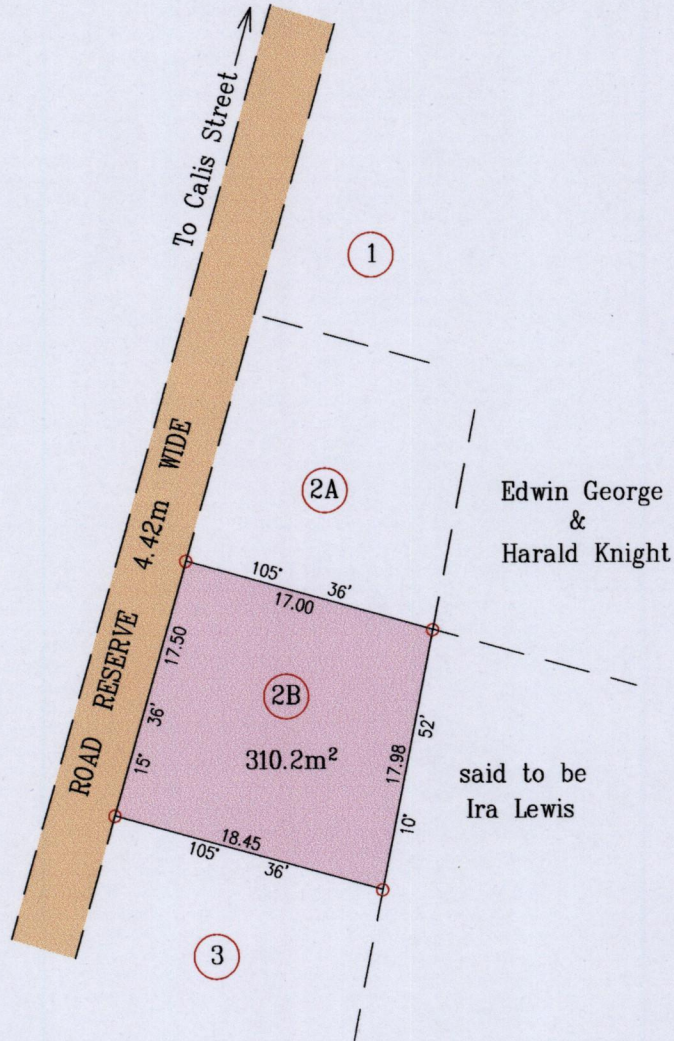 To Calis Street
1
ROAD RESERVE 4.42m WIDE
2A
Edwin George
&
Harald Knight
105° 36'
17.00
17.50
15° 36'
2B
310.2m²
17.98
10° 52'
said to be
Ira Lewis
18.45
105° 36'
3